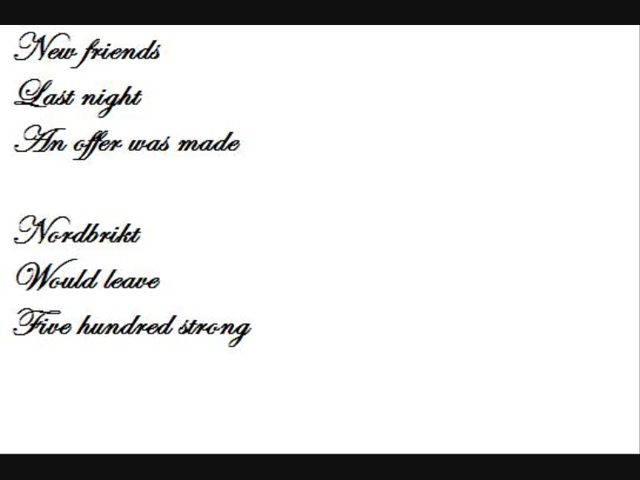 New friends
Last night
An offer was made
Nordbrikt
Would leave
Five hundred strong